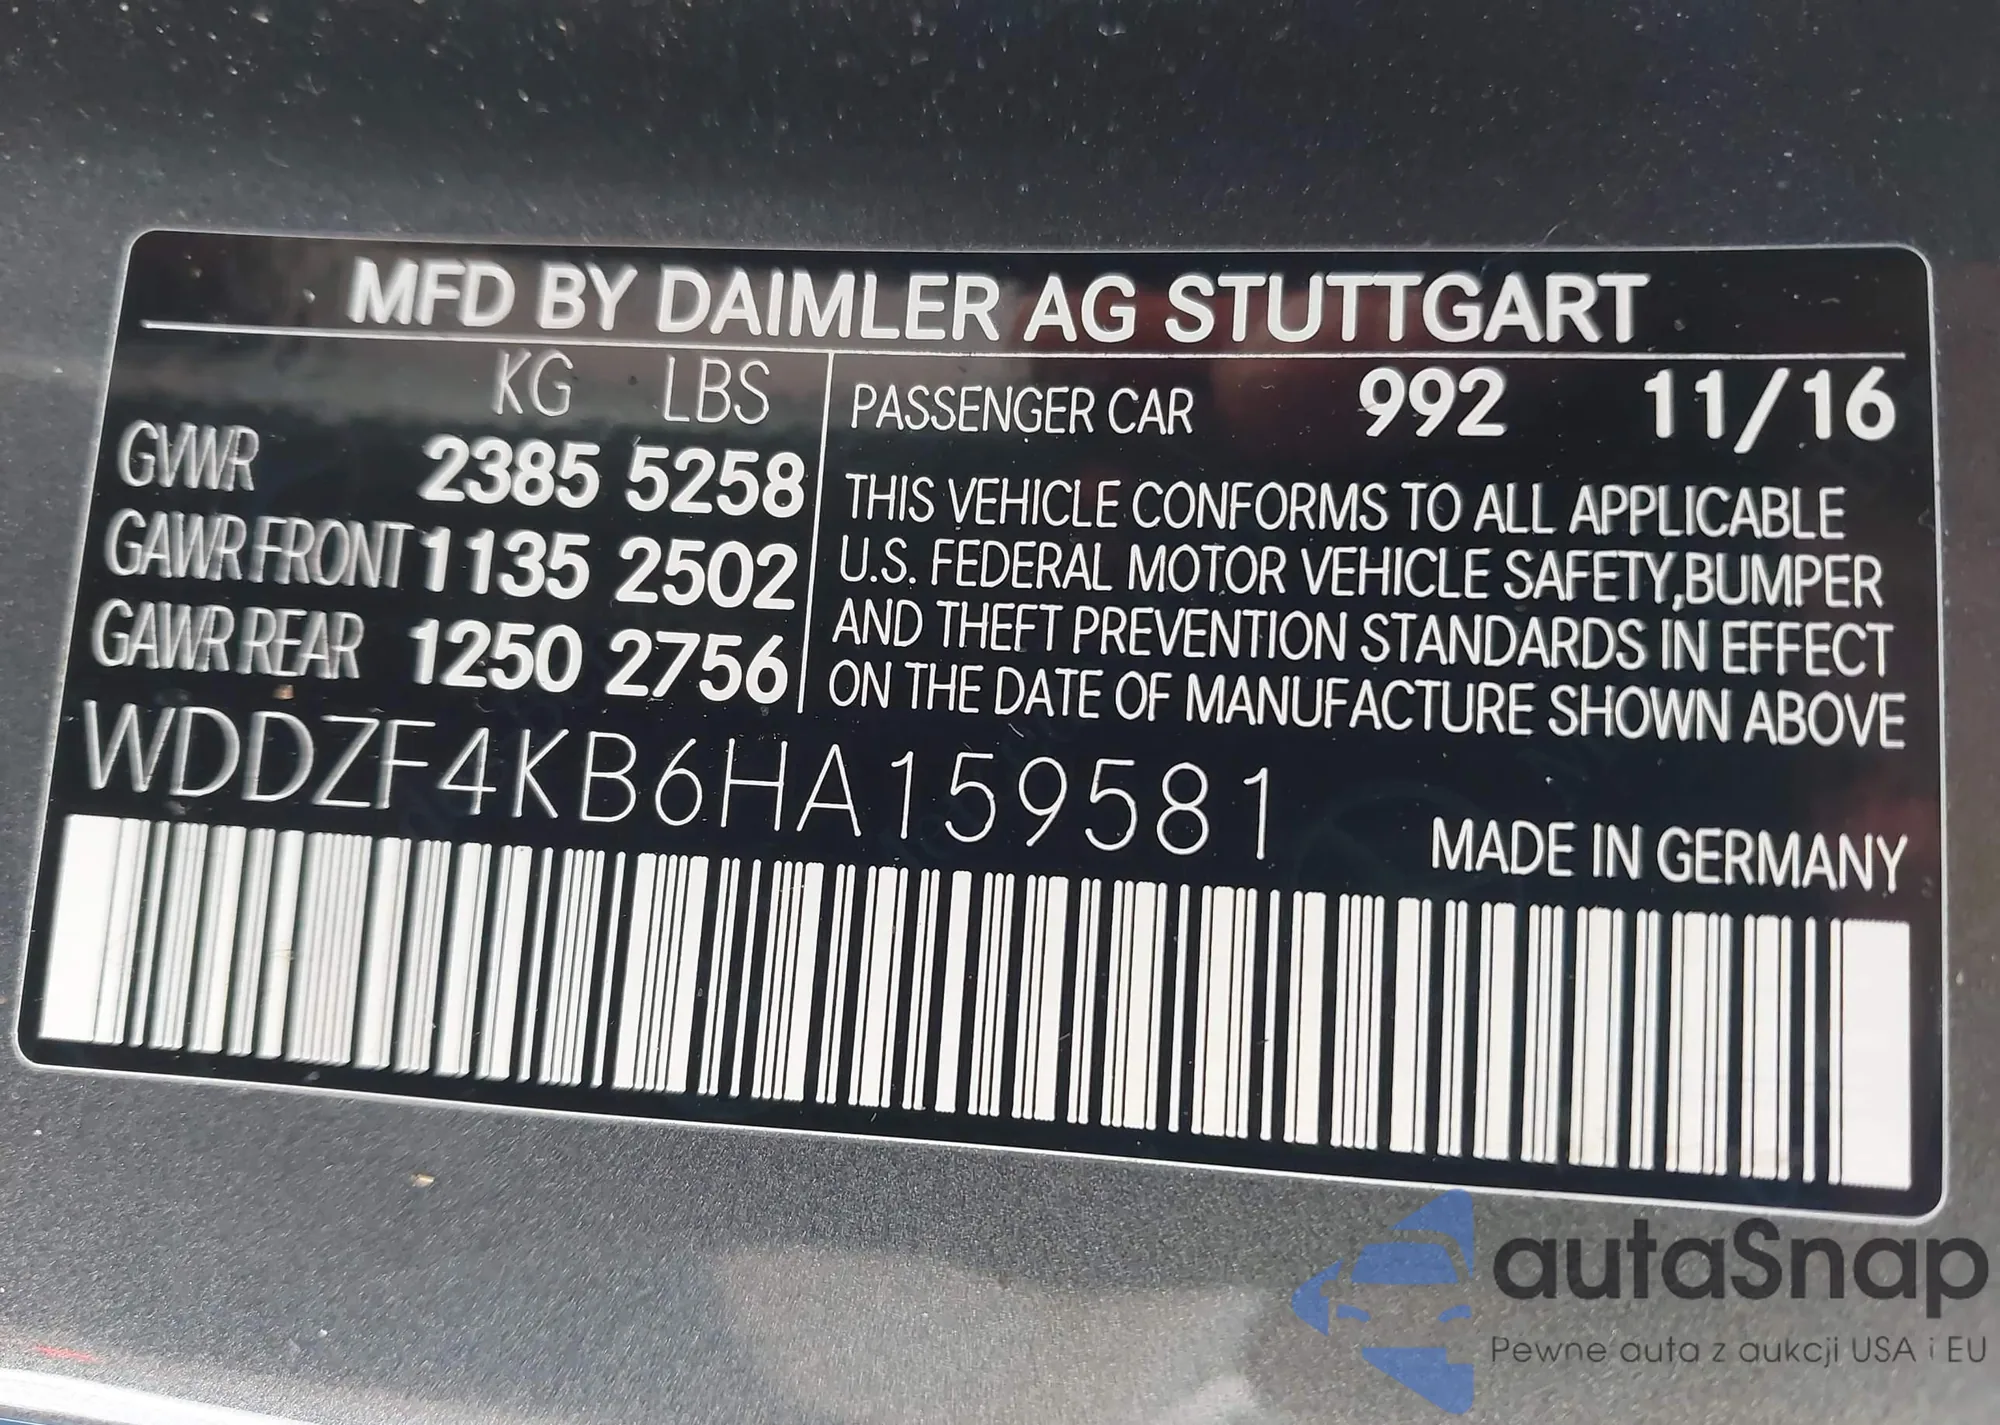 MFD BY DAIMLER AG STUTTGART
KG LBS
GVWR 2385 5258
GAWR FRONT 1135 2502
GAWR REAR 1250 2756
PASSENGER CAR 992 11/16
THIS VEHICLE CONFORMS TO ALL APPLICABLE
U.S. FEDERAL MOTOR VEHICLE SAFETY,BUMPER
AND THEFT PREVENTION STANDARDS IN EFFECT
ON THE DATE OF MANUFACTURE SHOWN ABOVE
WDDZF4KB6HA159581
MADE IN GERMANY
autaSnap
Pewne auta z aukcji USA i EU